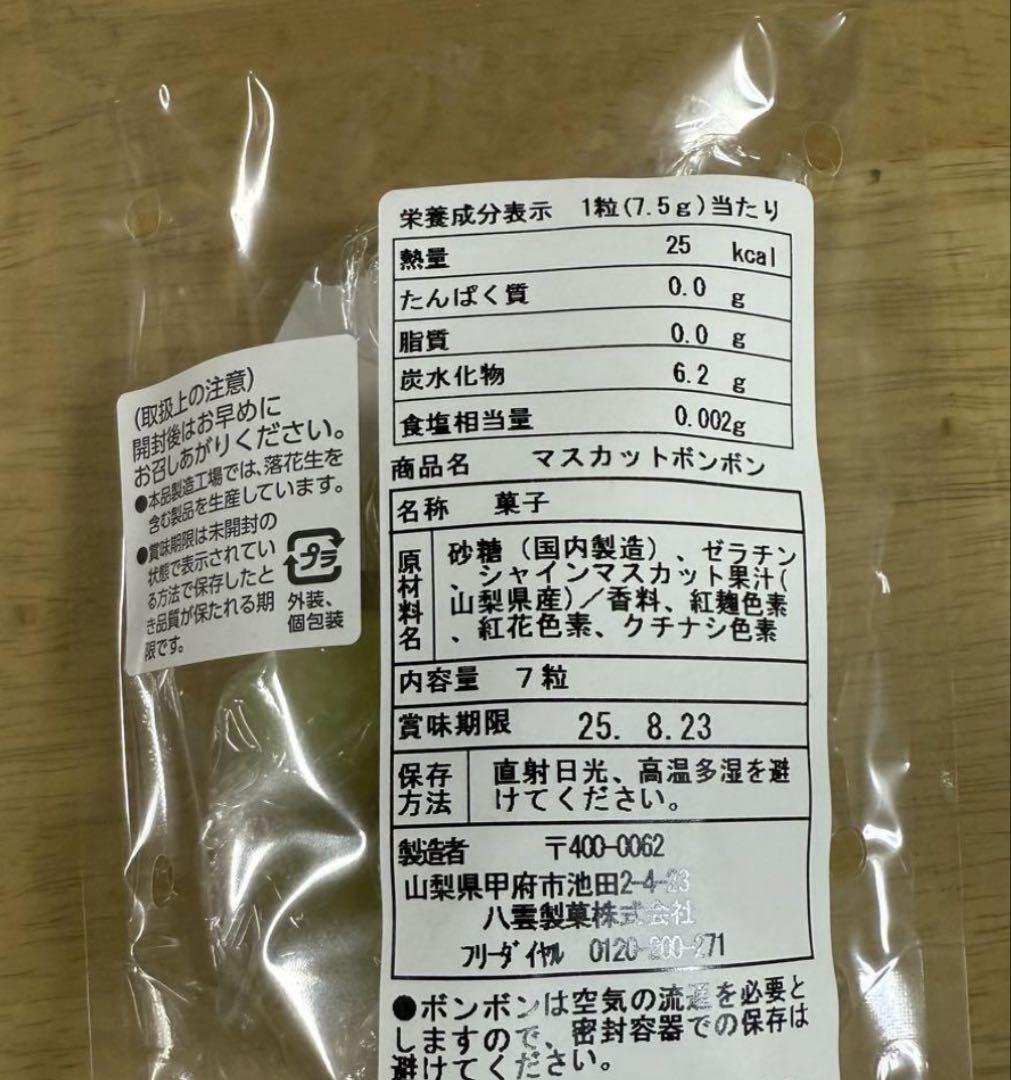 栄養成分表示 1粒(7.5g)当たり
熱量 25 kcal
たんぱく質 0.0 g
脂質 0.0 g
炭水化物 6.2 g
食塩相当量 0.002g
商品名 マスカットボンボン
名称 菓子
原材料名 砂糖(国内製造)、ゼラチン
、シャインマスカット果汁(
山梨県産)/香料、紅麹色素
、紅花色素、クチナシ色素
内容量 7粒
賞味期限 25. 8.23
保存方法 直射日光、高温多湿を避
けてください。
製造者 〒400-0062
山梨県甲府市池田2-4-23
八雲製菓株式会社
フリーダイヤル 0120-200-271
●ボンボンは空気の流通を必要と
しますので、密封容器での保存は
避けてください。
(取扱上の注意)
開封後はお早めに
お召しあがりください。
●本品製造工場では、落花生を
含む製品を生産しています。
●賞味期限は未開封の
状態で表示されてい
る方法で保存したと
き品質が保たれる期
限です。
プラ
外装、
個包装